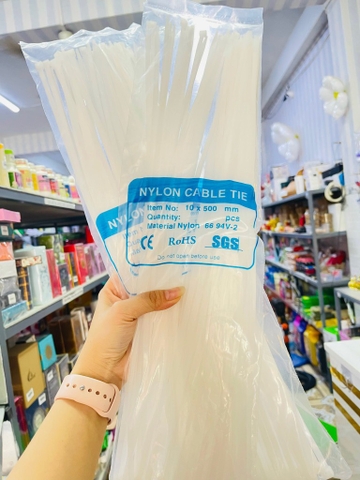 NYLON CABLE TIE
Item No: 10 x 500 mm
Quantity: pcs
Material Nylon 66 94V-2
CE RoHS SGS
Do not open before use
NYLON